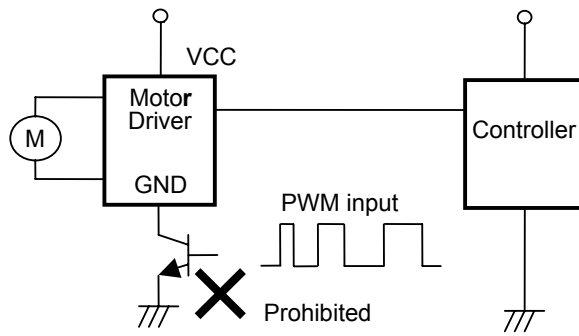 VCC
Motor
Driver
M
Controller
GND
PWM input
Prohibited